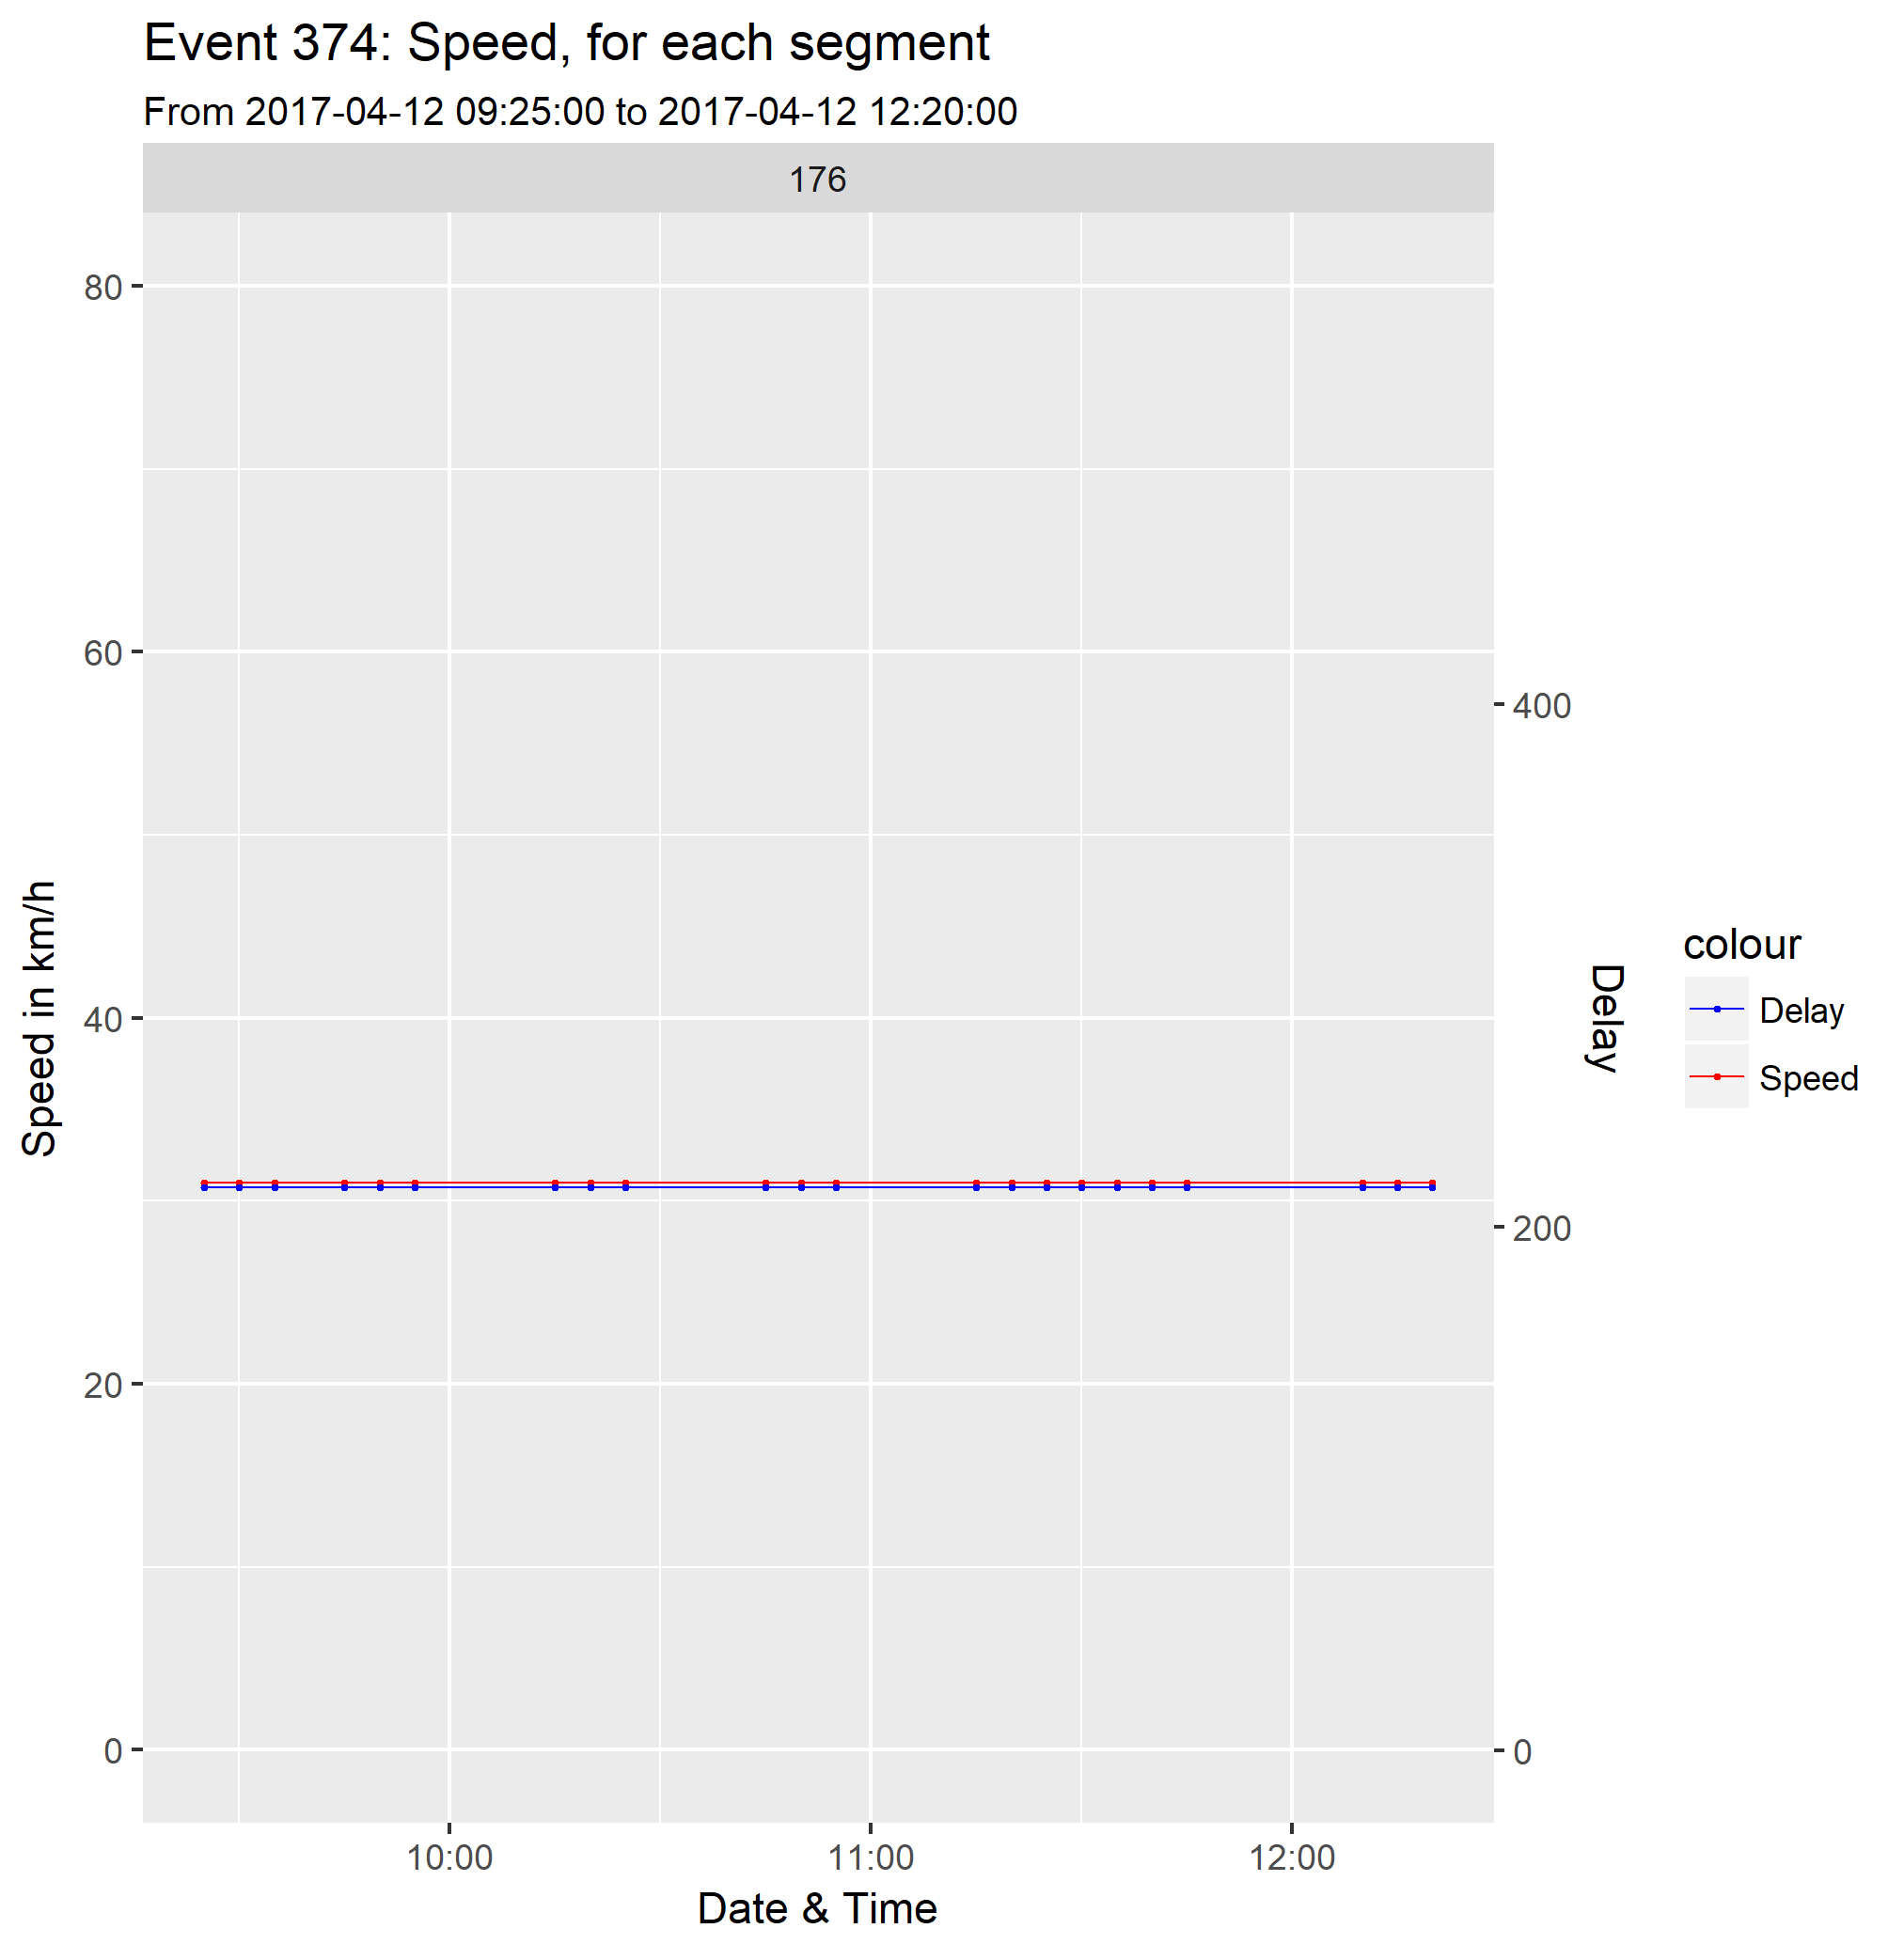 Event 374: Speed, for each segment
From 2017-04-12 09:25:00 to 2017-04-12 12:20:00
176
80
60
40
20
0
Speed in km/h
400
200
0
Delay
colour
Delay
Speed
10:00 11:00 12:00
Date & Time